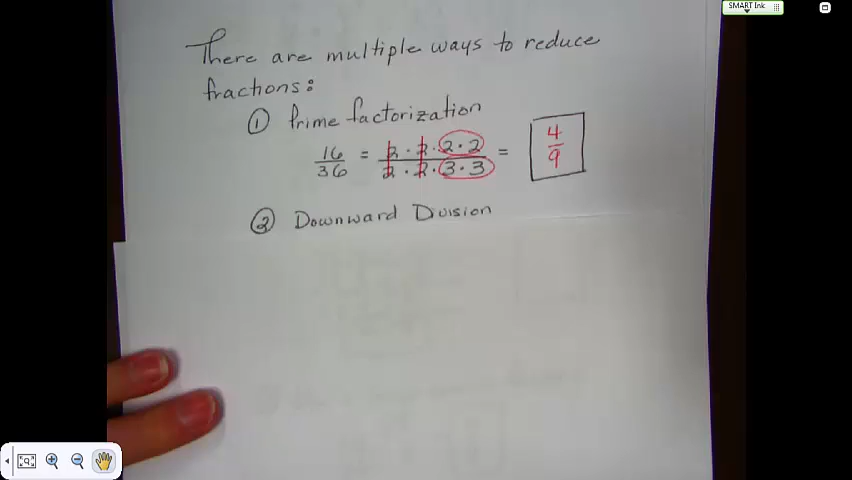 SMART Ink
There are multiple ways to reduce
fractions:
① Prime factorization
16/36 = 2 · 2 · 2 · 2 / 2 · 2 · 3 · 3 = 4/9
② Downward Division